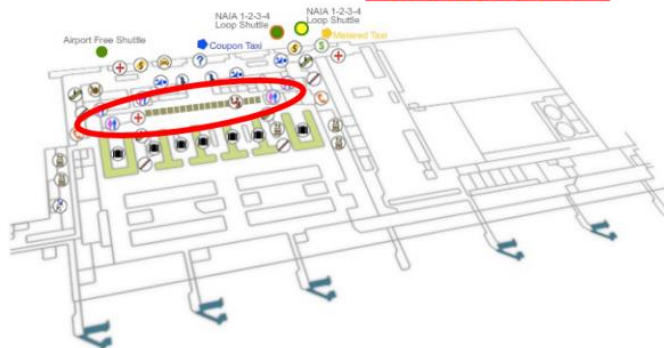 NAIA 1-2-3-4
Loop Shuttle
NAIA 1-2-3-4
Loop Shuttle
Airport Free Shuttle
Coupon Taxi
Metered Taxi